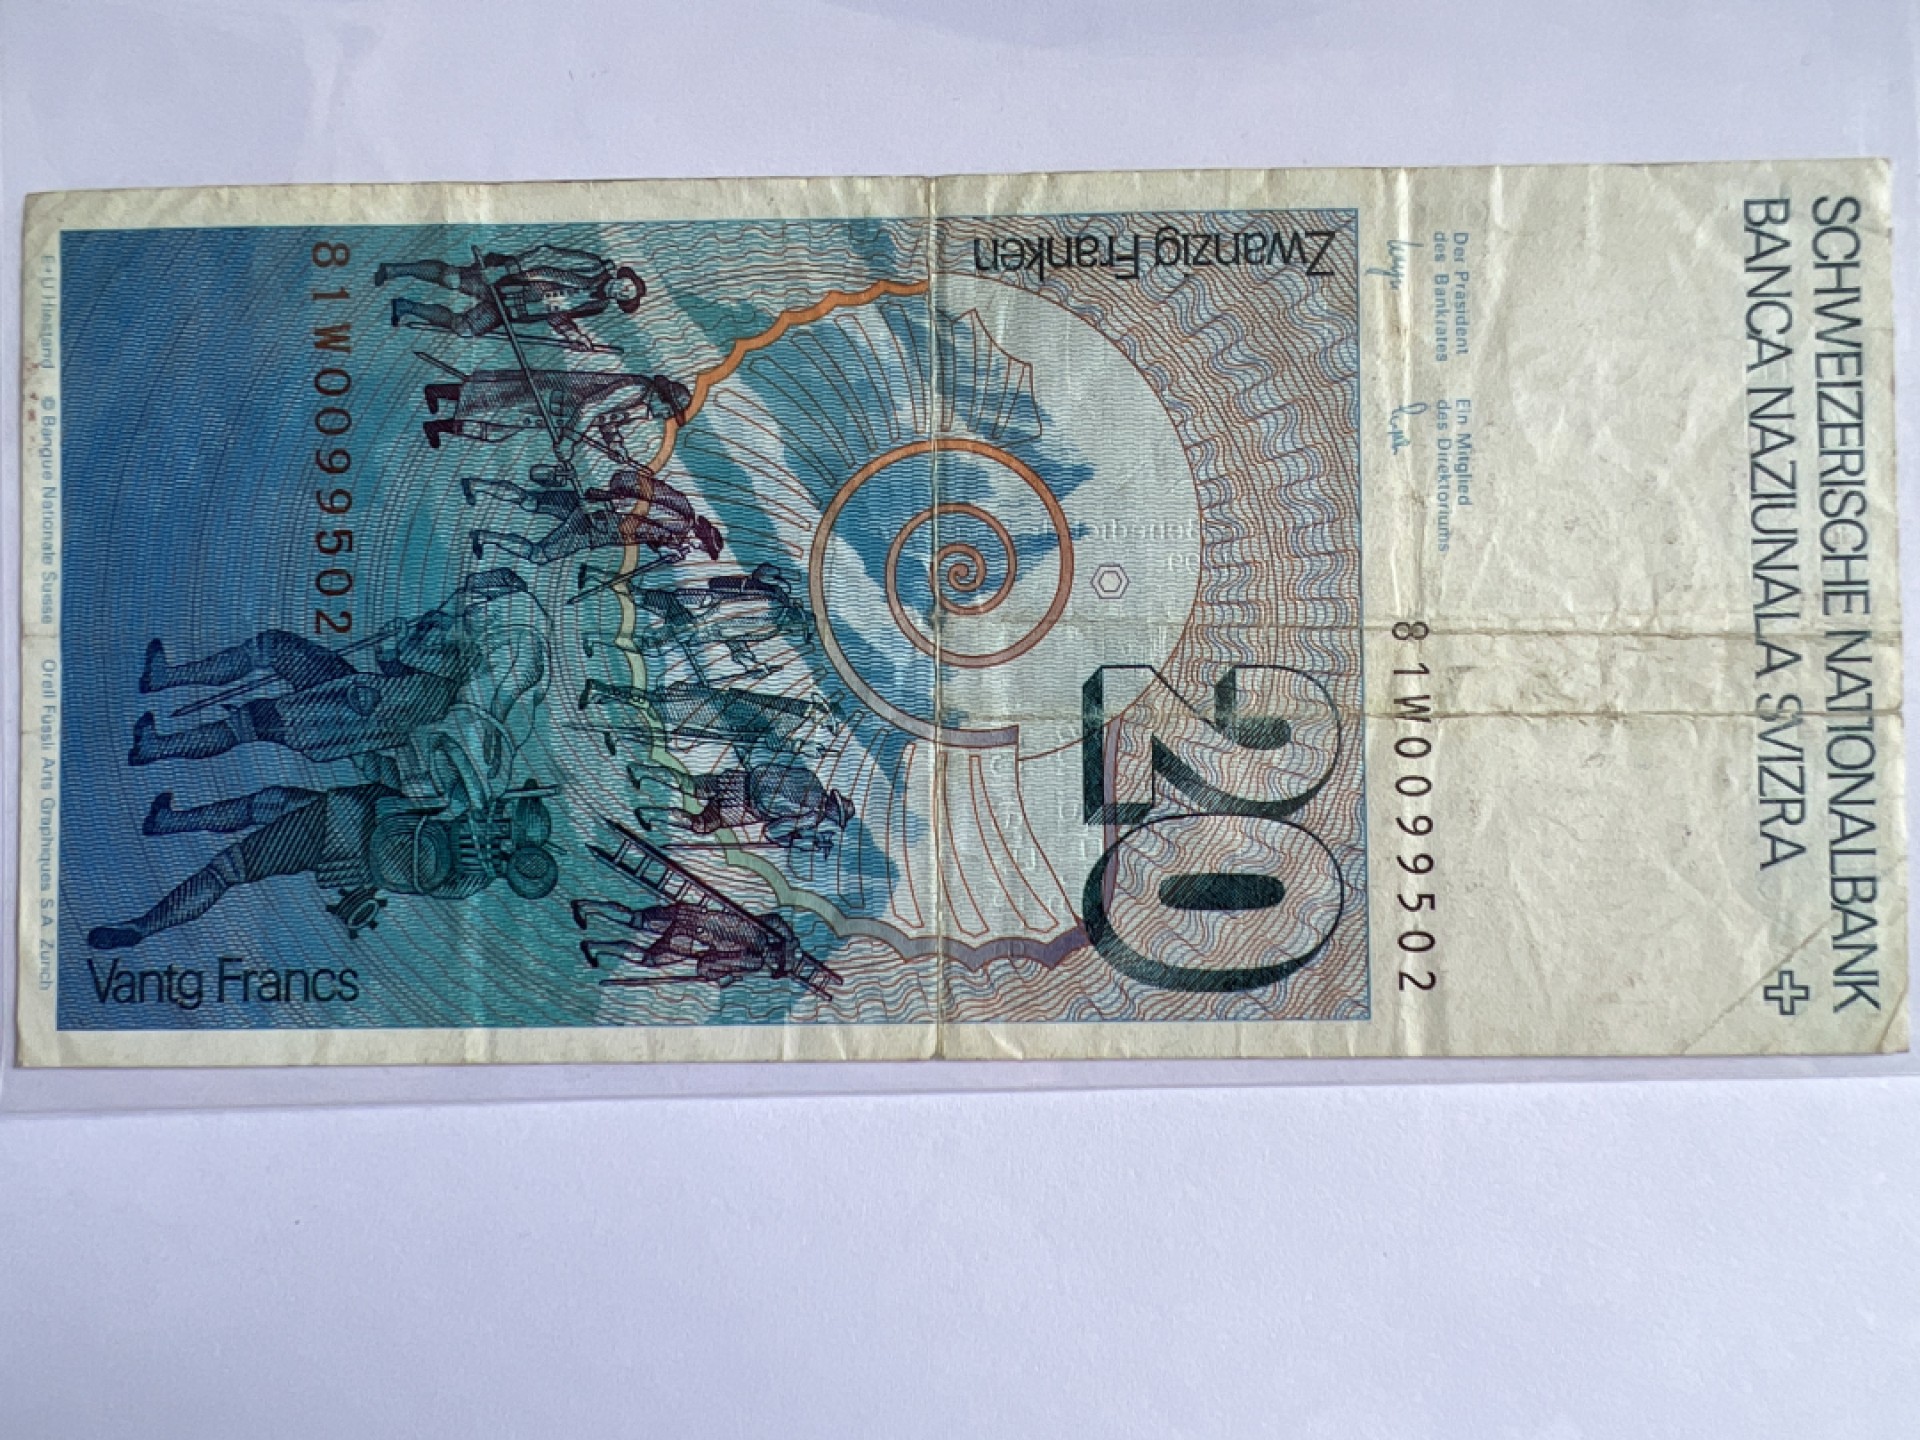 SCHWEIZERISCHE NATIONALBANK
BANCA NAZIUNALA SVIZRA
Der Präsident
des Bankrates
Ein Mitglied
des Direktoriums
81W0099502
20
Zwanzig Franken
81W0099502
Vantg Francs
E+U Hiestand © Banque Nationale Suisse Orell Füssli Arts Graphiques S.A. Zurich